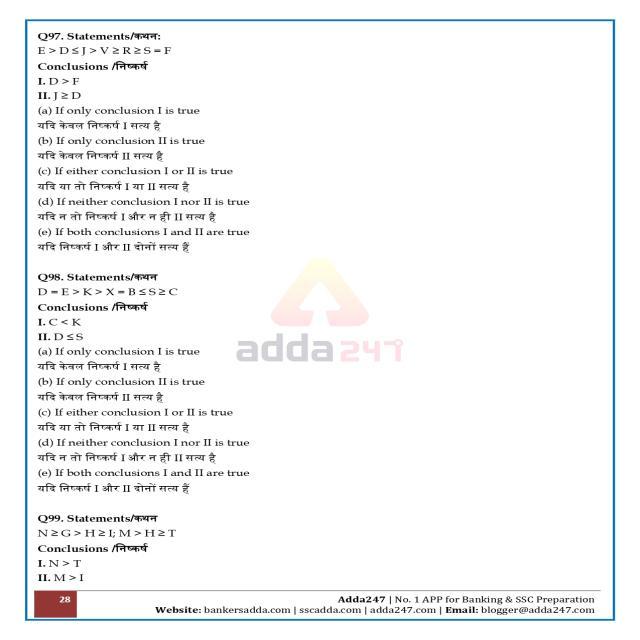 Q97. Statements/कथन:
E > D ≤ J > V ≥ R ≥ S = F
Conclusions /निष्कर्ष
I. D > F
II. J ≥ D
(a) If only conclusion I is true
यदि केवल निष्कर्ष I सत्य है
(b) If only conclusion II is true
यदि केवल निष्कर्ष II सत्य है
(c) If either conclusion I or II is true
यदि या तो निष्कर्ष I या II सत्य है
(d) If neither conclusion I nor II is true
यदि न तो निष्कर्ष I और न ही II सत्य है
(e) If both conclusions I and II are true
यदि निष्कर्ष I और II दोनों सत्य हैं
Q98. Statements/कथन
D = E > K > X = B ≤ S ≥ C
Conclusions /निष्कर्ष
I. C < K
II. D ≤ S
(a) If only conclusion I is true
यदि केवल निष्कर्ष I सत्य है
(b) If only conclusion II is true
यदि केवल निष्कर्ष II सत्य है
(c) If either conclusion I or II is true
यदि या तो निष्कर्ष I या II सत्य है
(d) If neither conclusion I nor II is true
यदि न तो निष्कर्ष I और न ही II सत्य है
(e) If both conclusions I and II are true
यदि निष्कर्ष I और II दोनों सत्य हैं
adda247
Q99. Statements/कथन
N ≥ G > H ≥ I; M > H ≥ T
Conclusions /निष्कर्ष
I. N > T
II. M > I
28
Adda247 | No. 1 APP for Banking & SSC Preparation
Website: bankersadda.com | sscadda.com | adda247.com | Email: blogger@adda247.com